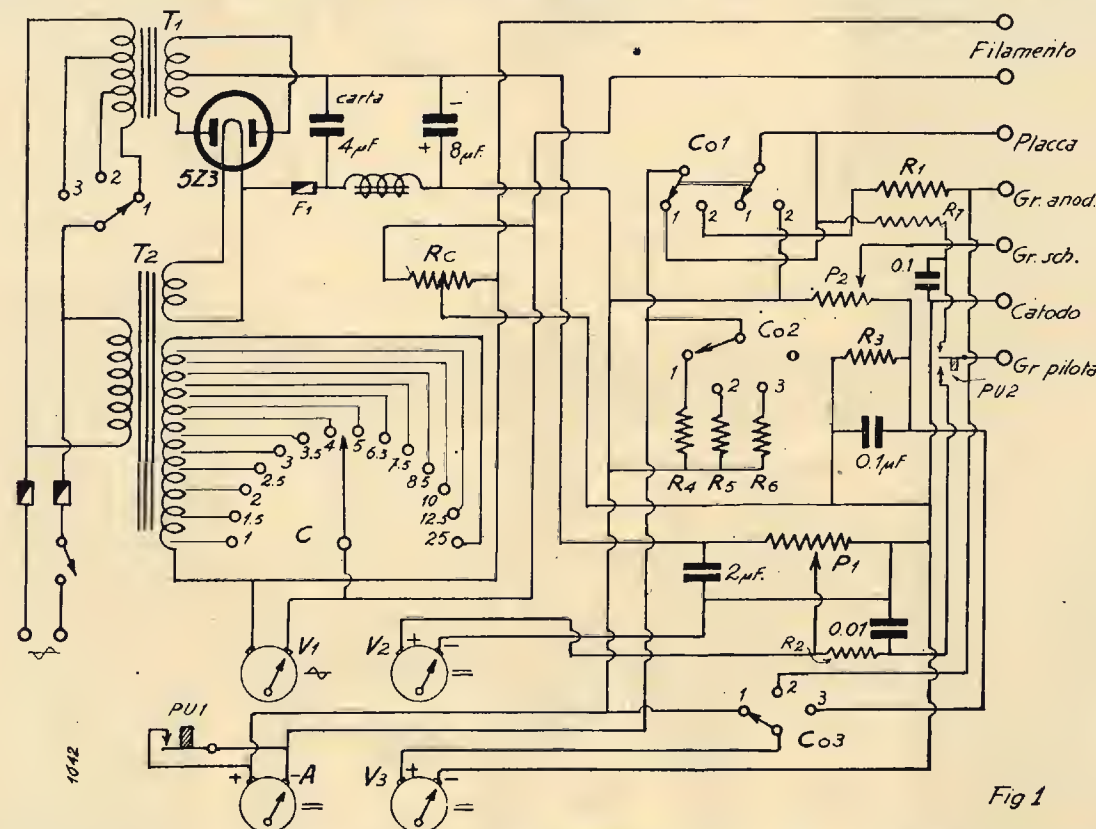 T1
Filamento
carta
4µF
-
+
8µF.
5Z3
F1
3
2
1
T2
Co1
1
2
1
2
Placca
R1
Gr. anod.
R7
Gr. sch.
0.1
P2
Catodo
Rc
Co2
1
2
3
R3
Gr pilota
PU2
0.1µF
R4
R5
R6
1
1.5
2
2.5
3
3.5
4
5
6.3
7.5
8.5
10
12.5
25
C
2µF.
P1
0.01
R2
V1
V2
+
-
=
1
2
3
Co3
PU1
+
-A
=
V3
+
-
=
1042
Fig 1